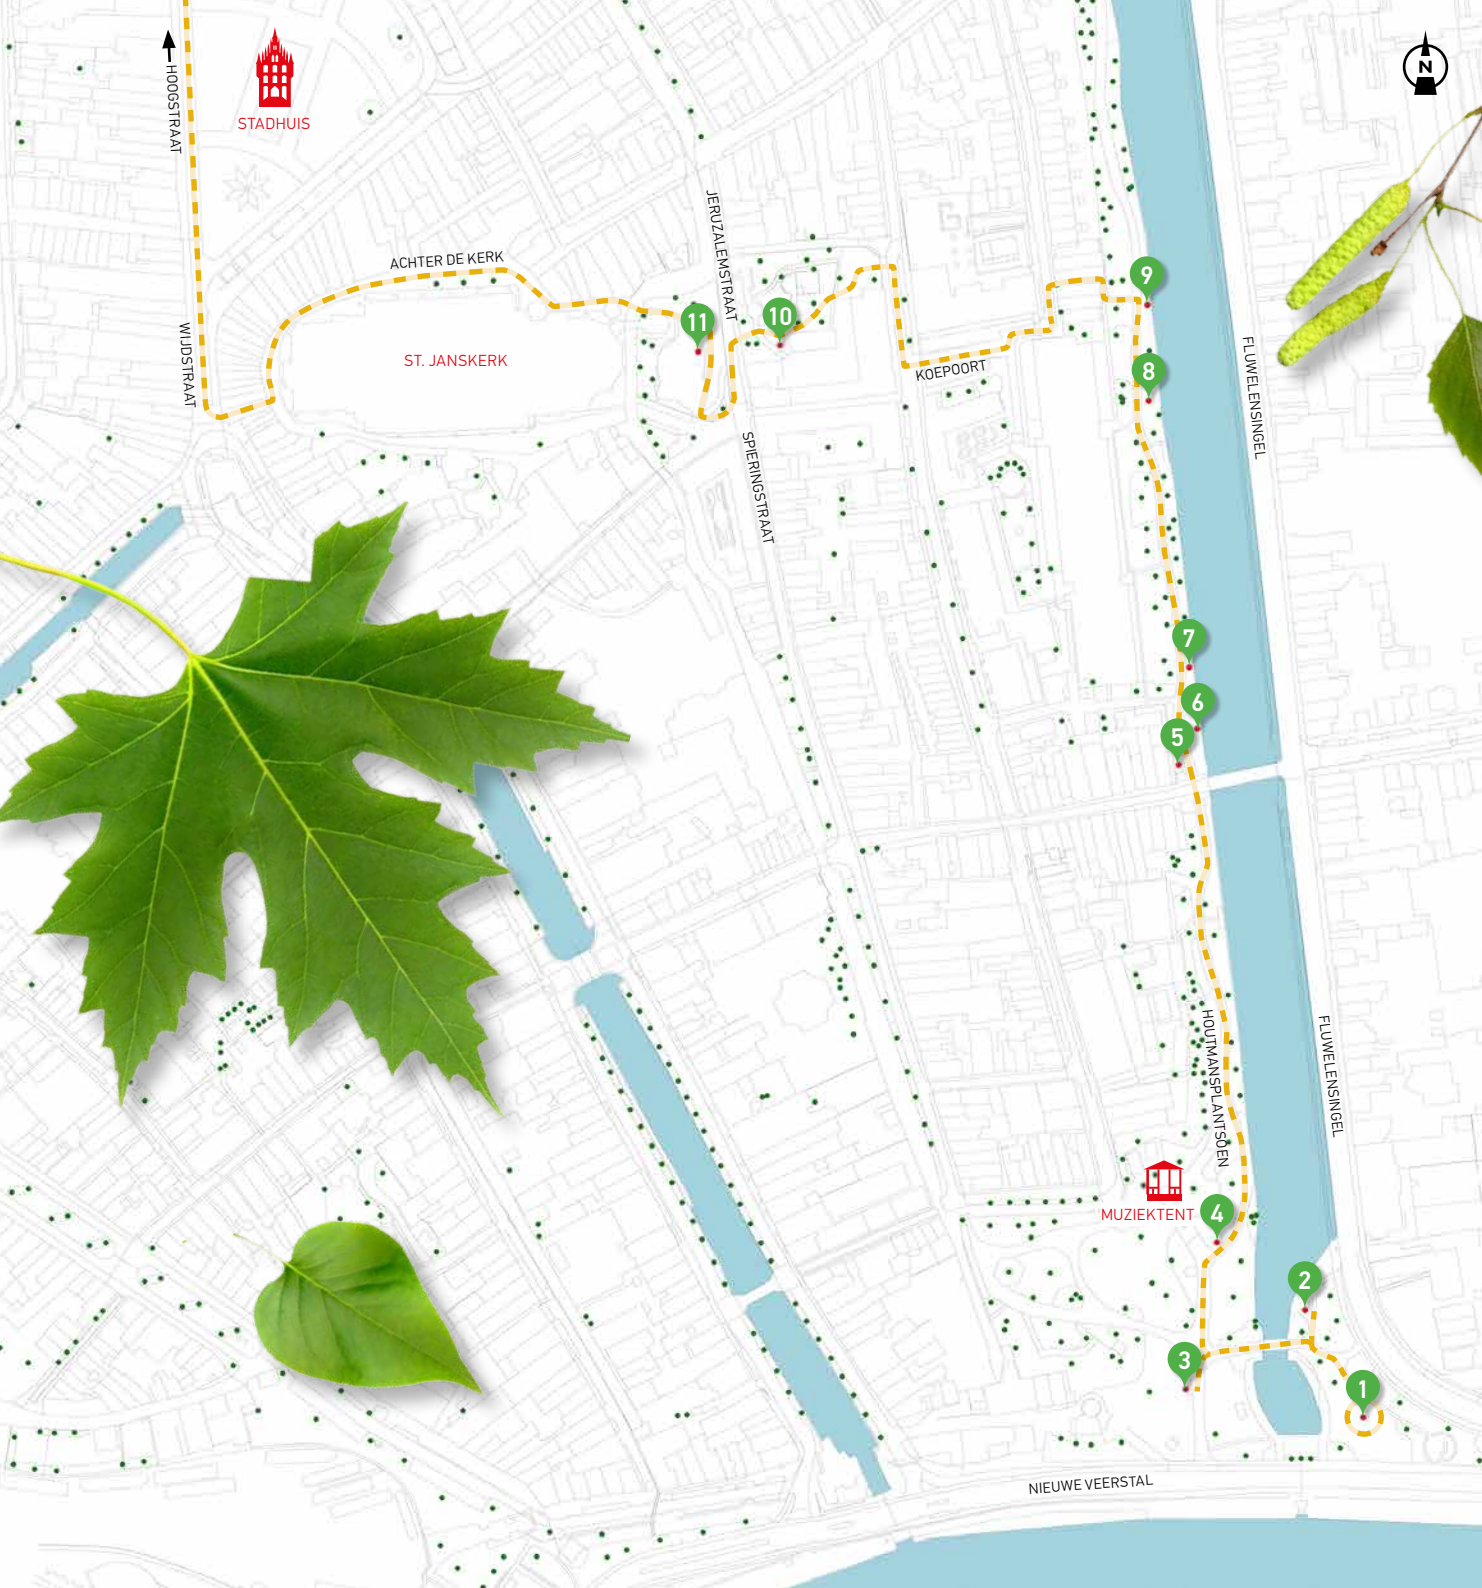 HOOGSTRAAT
STADHUIS
N
JERUZALEMSTRAAT
ACHTER DE KERK
9
11
10
WIJDSTRAAT
ST. JANSKERK
KOEPOORT
8
FLUWELENSINGEL
SPIERINGSTRAAT
7
6
5
HOUTMANSPLANTSOEN
FLUWELENSINGEL
MUZIEKTENT
4
2
3
1
NIEUWE VEERSTAL